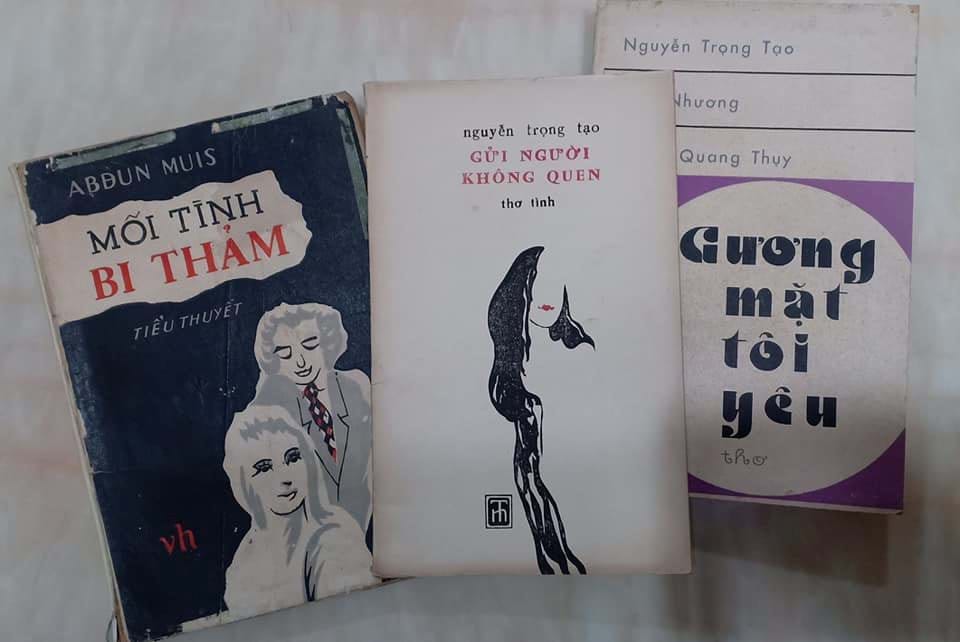 ABĐUN MUIS
MỐI TÌNH
BI THẢM
TIỂU THUYẾT
vh
nguyễn trọng tạo
GỬI NGƯỜI
KHÔNG QUEN
thơ tình
Nguyễn Trọng Tạo
Nhương
Quang Thụy
Gương
mặt
tôi
yêu
thơ